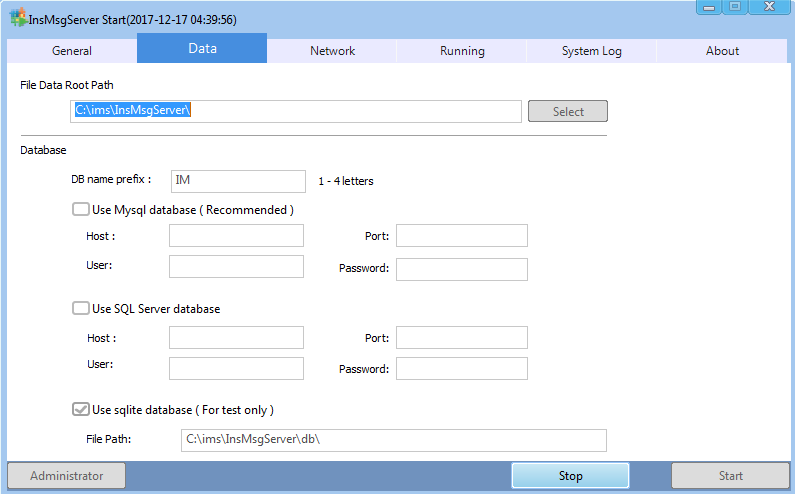 InsMsgServer Start(2017-12-17 04:39:56)
General Data Network Running System Log About
File Data Root Path
C:\ims\InsMsgServer\ Select
Database
DB name prefix : IM 1 - 4 letters
Use Mysql database ( Recommended )
Host : Port:
User: Password:
Use SQL Server database
Host : Port:
User: Password:
Use sqlite database ( For test only )
File Path: C:\ims\InsMsgServer\db\
Administrator Stop Start